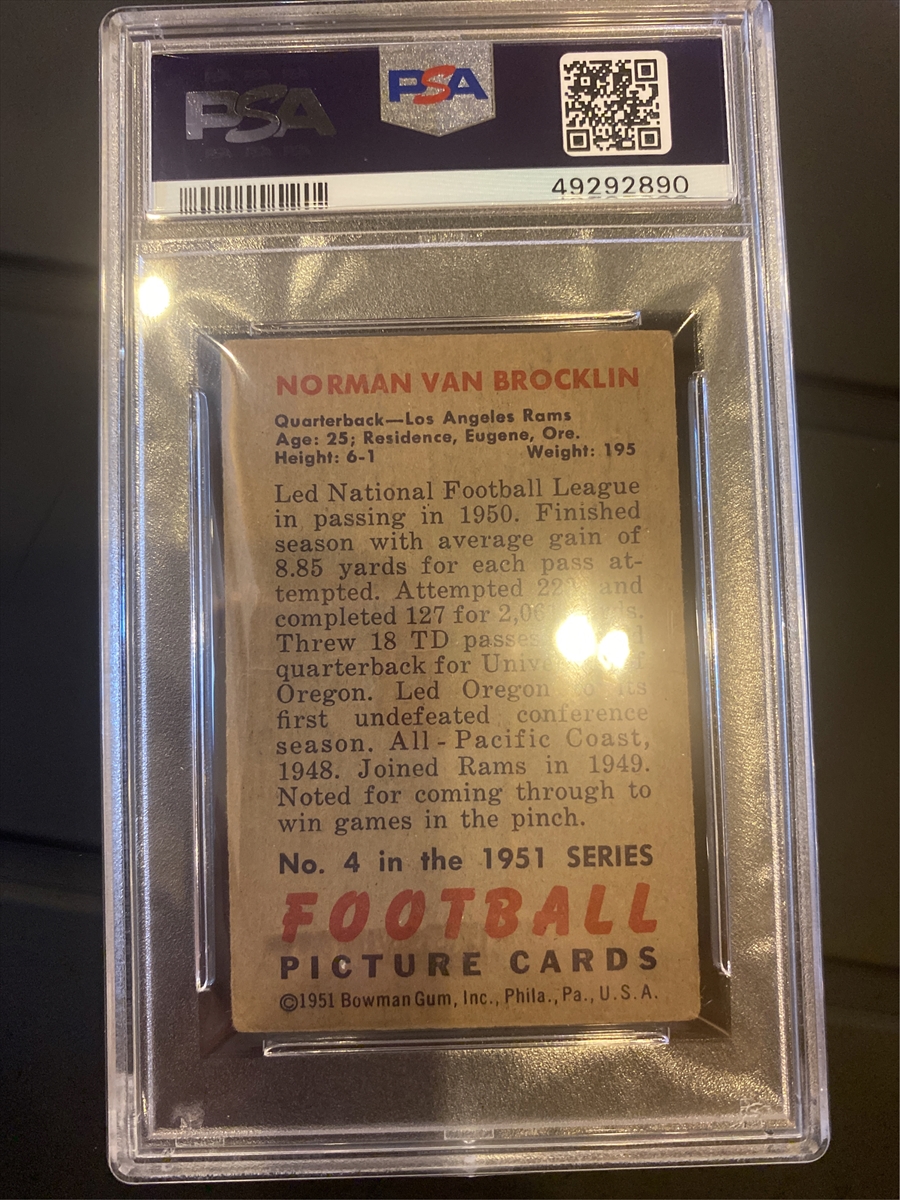 PSA
PSA
49292890
NORMAN VAN BROCKLIN
Quarterback—Los Angeles Rams
Age: 25; Residence, Eugene, Ore.
Height: 6-1 Weight: 195
Led National Football League
in passing in 1950. Finished
season with average gain of
8.85 yards for each pass at-
tempted. Attempted and
completed 127 for
Threw 18 TD passes
quarterback for of
Oregon. Led Oregon to its
first undefeated conference
season. All-Pacific Coast,
1948. Joined Rams in 1949.
Noted for coming through to
win games in the pinch.
No. 4 in the 1951 SERIES
FOOTBALL
PICTURE CARDS
©1951 Bowman Gum, Inc., Phila., Pa., U.S.A.